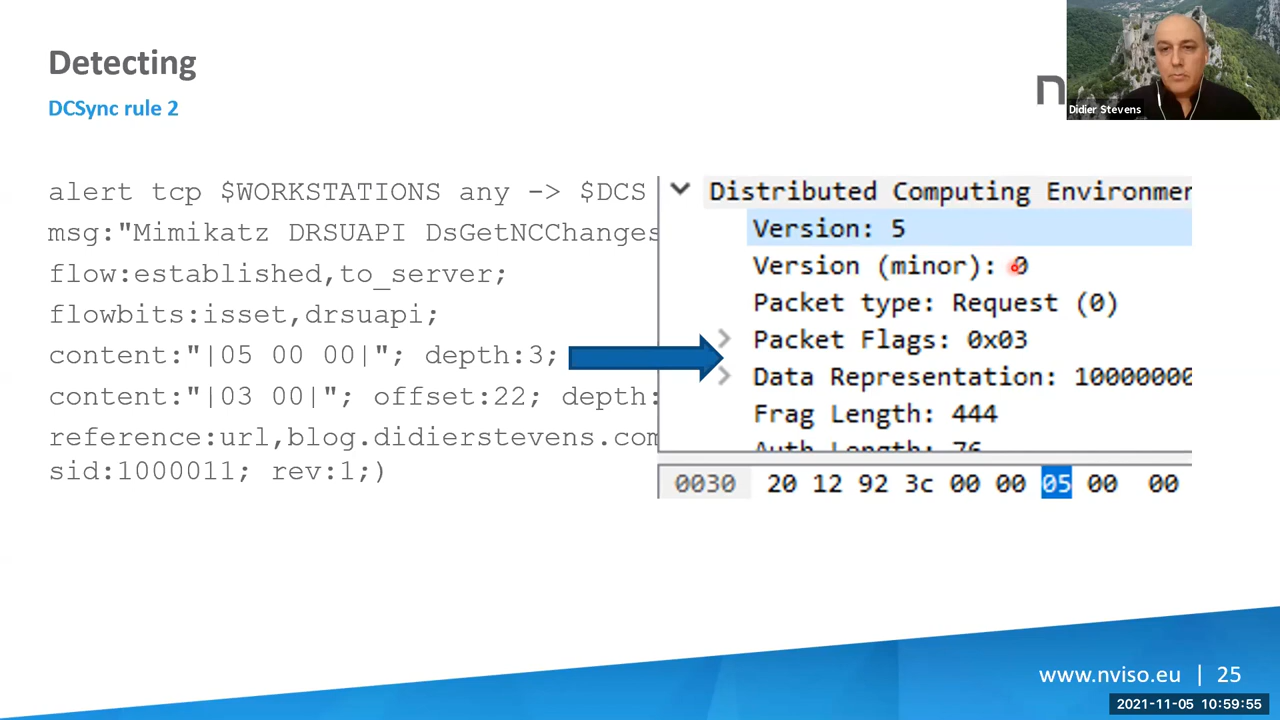 Detecting
DCSync rule 2
n
Didier Stevens
alert tcp $WORKSTATIONS any -> $DCS
msg:"Mimikatz DRSUAPI DsGetNCChanges
flow:established,to_server;
flowbits:isset,drsuapi;
content:"|05 00 00|"; depth:3;
content:"|03 00|"; offset:22; depth:
reference:url,blog.didierstevens.com
sid:1000011; rev:1;)
Distributed Computing Environmen
Version: 5
Version (minor): 0
Packet type: Request (0)
Packet Flags: 0x03
Data Representation: 10000000
Frag Length: 444
Auth Length: 76
0030 20 12 92 3c 00 00 05 00 00
www.nviso.eu | 25
2021-11-05 10:59:55